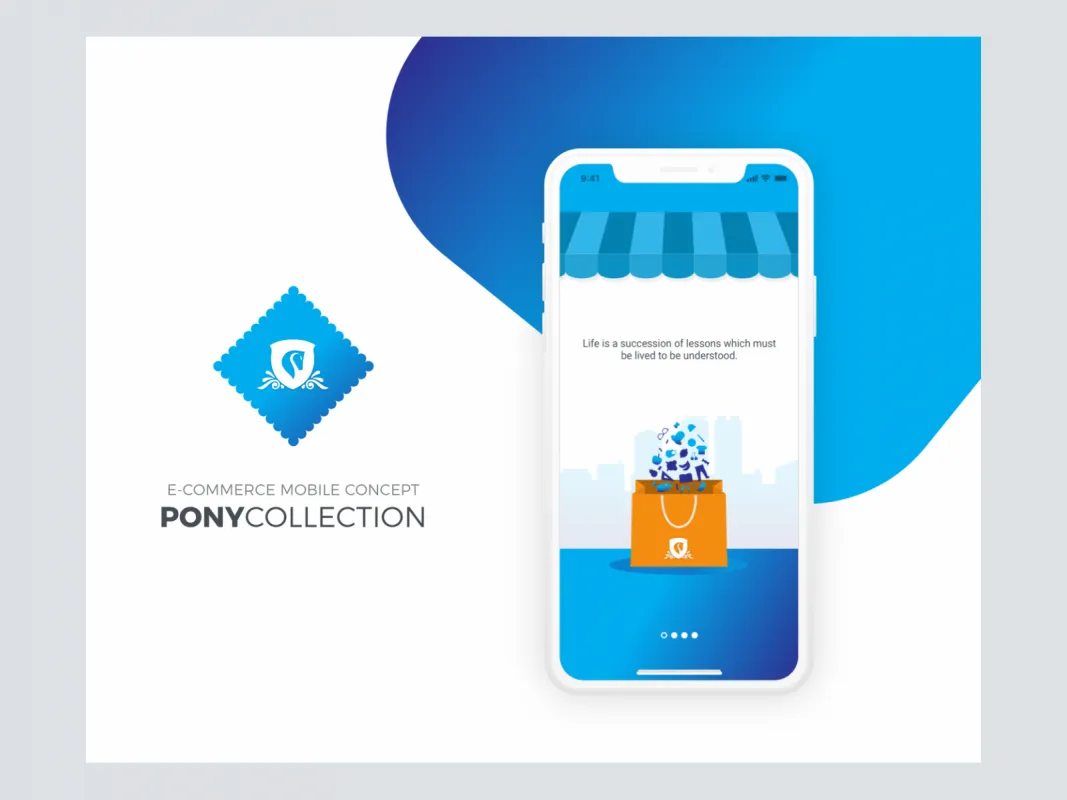 E-COMMERCE MOBILE CONCEPT
PONYCOLLECTION
9:41
Life is a succession of lessons which must
be lived to be understood.